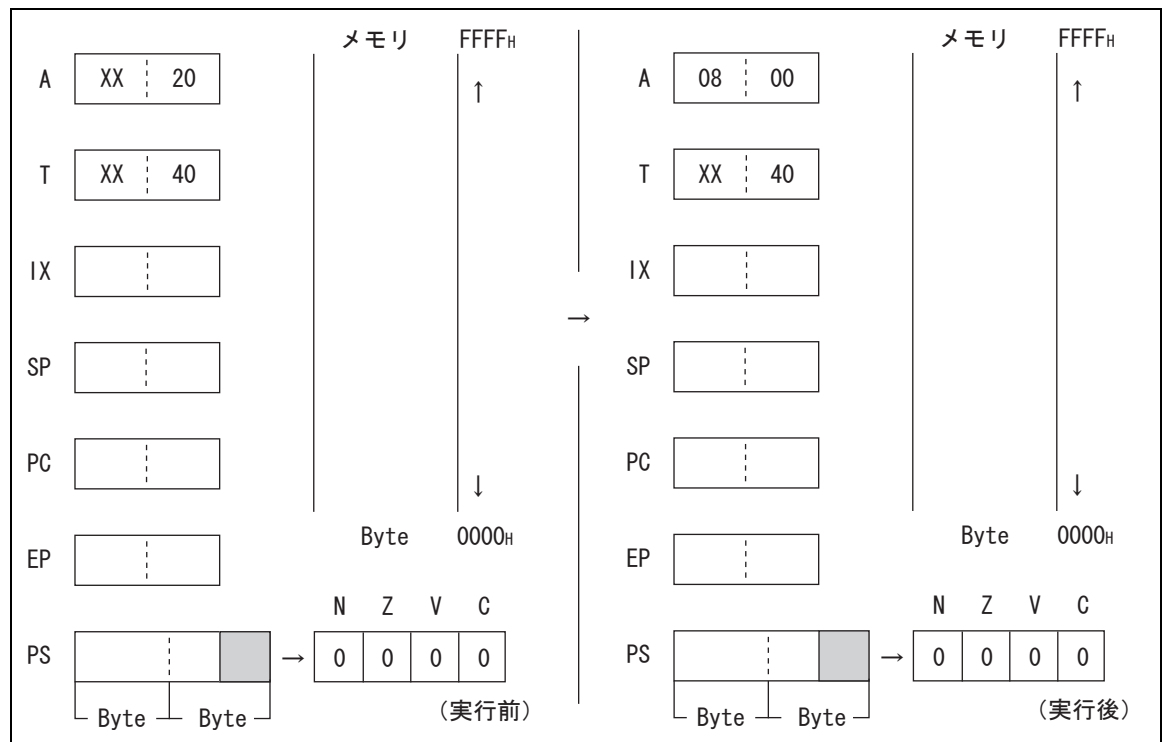 メモリ FFFFH
A XX 20 ↑
T XX 40
IX
SP
PC ↓
Byte 0000H
EP
N Z V C
PS → 0 0 0 0
Byte Byte (実行前)
→
メモリ FFFFH
A 08 00 ↑
T XX 40
IX
SP
PC ↓
Byte 0000H
EP
N Z V C
PS → 0 0 0 0
Byte Byte (実行後)